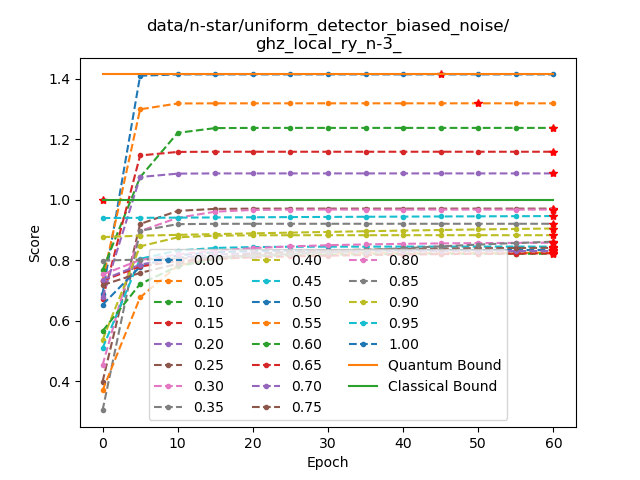 data/n-star/uniform_detector_biased_noise/
ghz_local_ry_n-3_
1.4
1.2
1.0
0.8
0.6
0.4
Score
0.00 0.40 0.80
0.05 0.45 0.85
0.10 0.50 0.90
0.15 0.55 0.95
0.20 0.60 1.00
0.25 0.65 Quantum Bound
0.30 0.70 Classical Bound
0.35 0.75
0 10 20 30 40 50 60
Epoch